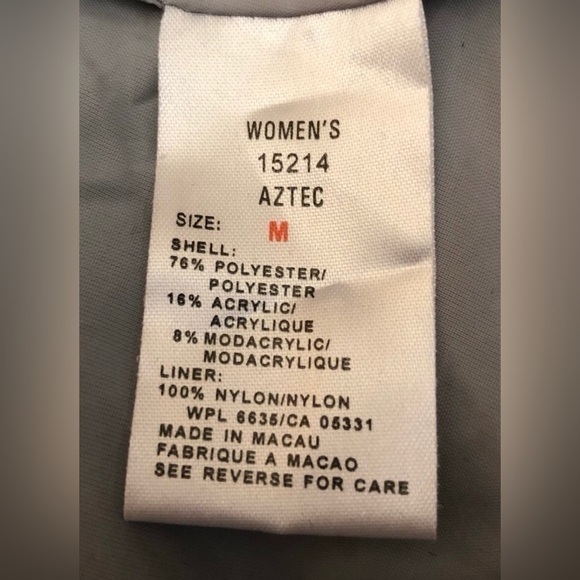 WOMEN'S
15214
AZTEC
SIZE: M
SHELL:
76% POLYESTER/
POLYESTER
16% ACRYLIC/
ACRYLIQUE
8% MODACRYLIC/
MODACRYLIQUE
LINER:
100% NYLON/NYLON
WPL 6635/CA 05331
MADE IN MACAU
FABRIQUE A MACAO
SEE REVERSE FOR CARE